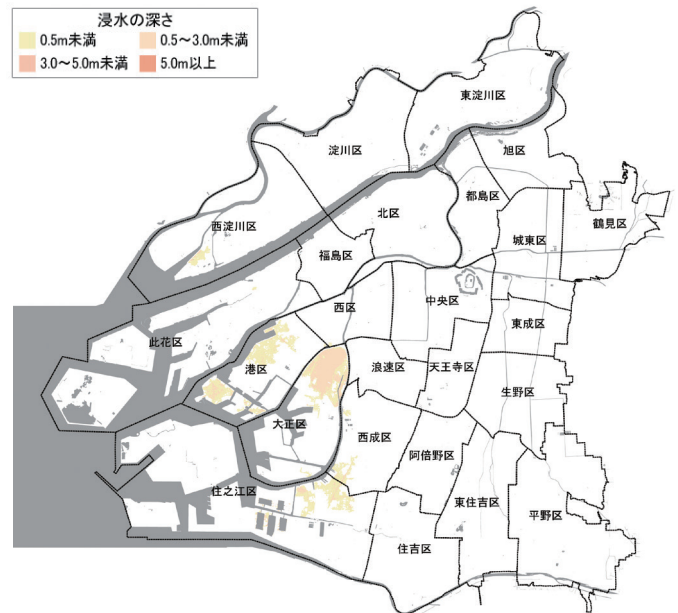 浸水の深さ
0.5m未満
0.5～3.0m未満
3.0～5.0m未満
5.0m以上
東淀川区
淀川区
旭区
都島区
北区
鶴見区
西淀川区
城東区
福島区
西区
中央区
東成区
此花区
港区
浪速区
天王寺区
生野区
大正区
西成区
阿倍野区
住之江区
東住吉区
平野区
住吉区